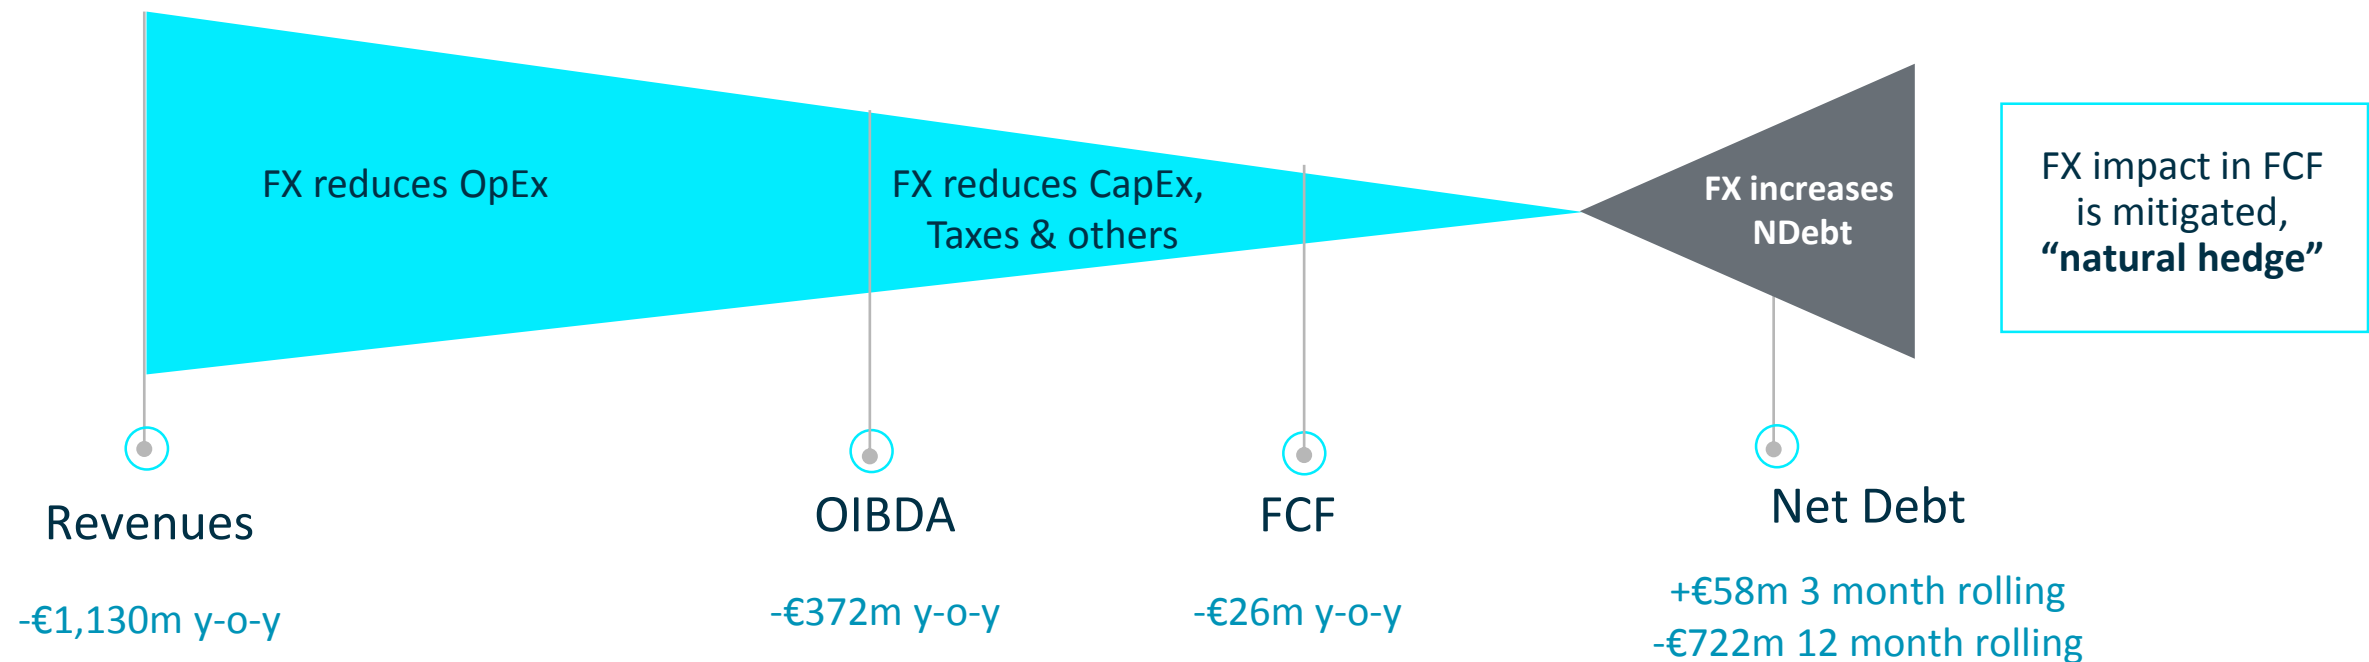 FX reduces OpEx
FX reduces CapEx,
Taxes & others
FX increases
NDebt
FX impact in FCF
is mitigated,
“natural hedge”
Revenues
-€1,130m y-o-y
OIBDA
-€372m y-o-y
FCF
-€26m y-o-y
Net Debt
+€58m 3 month rolling
-€722m 12 month rolling